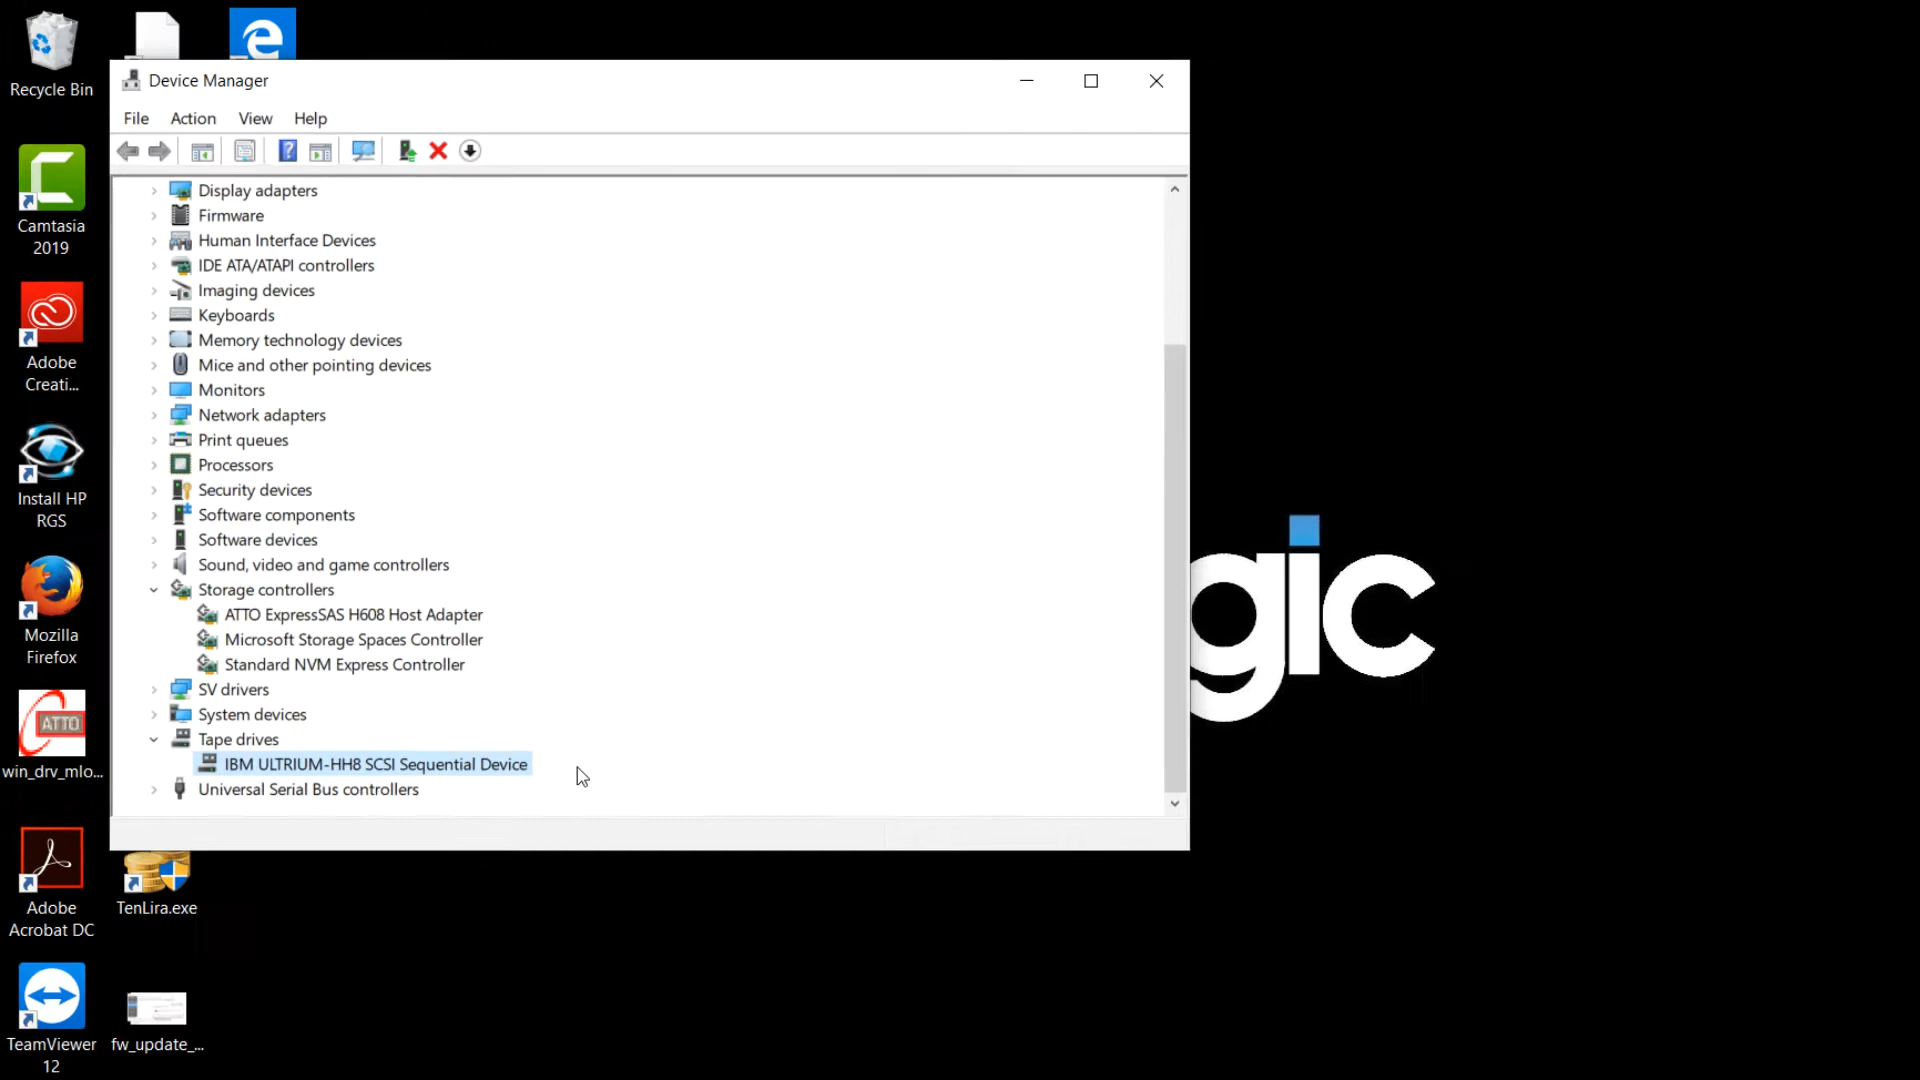 Recycle Bin
Camtasia
2019
Adobe
Creati...
Install HP
RGS
Mozilla
Firefox
ATTO
win_drv_mlo...
Adobe
Acrobat DC
TenLira.exe
TeamViewer
12
fw_update_...
Device Manager
File Action View Help
Display adapters
Firmware
Human Interface Devices
IDE ATA/ATAPI controllers
Imaging devices
Keyboards
Memory technology devices
Mice and other pointing devices
Monitors
Network adapters
Print queues
Processors
Security devices
Software components
Software devices
Sound, video and game controllers
Storage controllers
ATTO ExpressSAS H608 Host Adapter
Microsoft Storage Spaces Controller
Standard NVM Express Controller
SV drivers
System devices
Tape drives
IBM ULTRIUM-HH8 SCSI Sequential Device
Universal Serial Bus controllers
gic